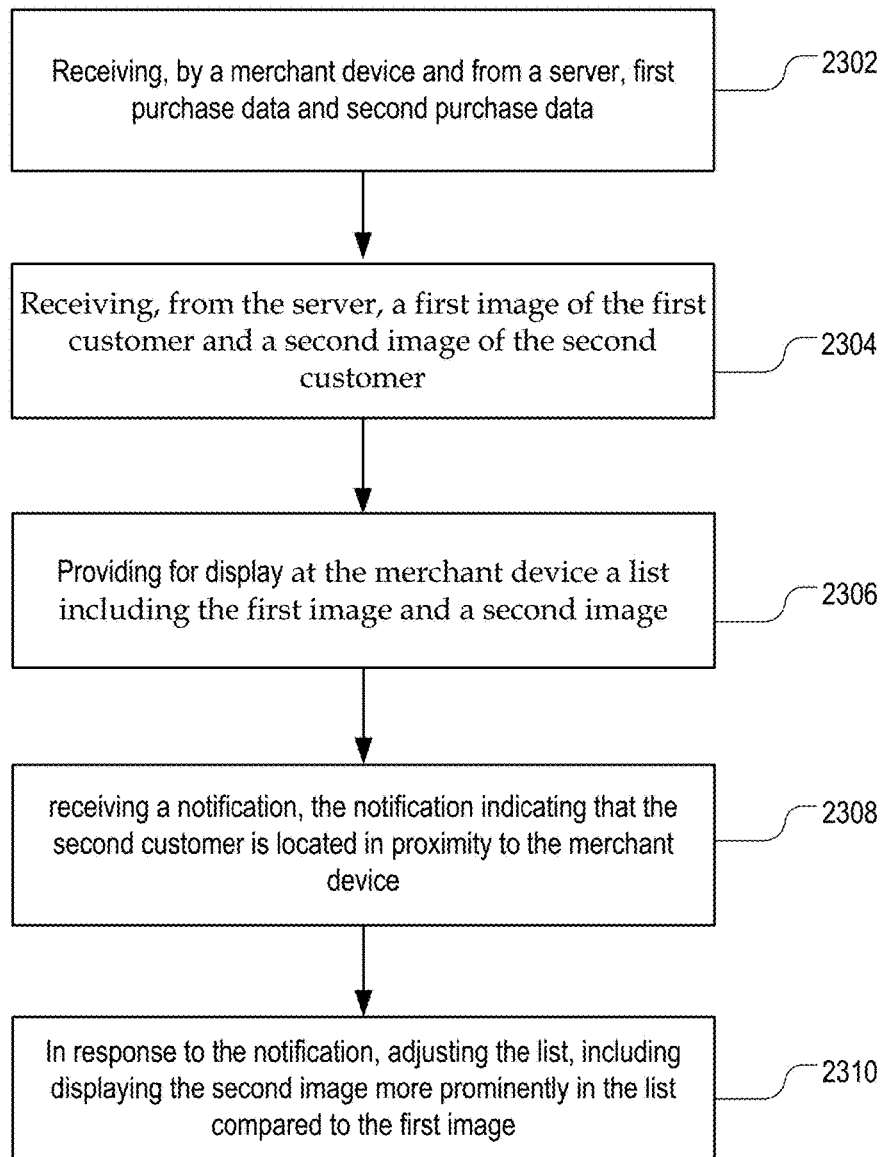 Receiving, by a merchant device and from a server, first
purchase data and second purchase data
2302
Receiving, from the server, a first image of the first
customer and a second image of the second
customer
2304
Providing for display at the merchant device a list
including the first image and a second image
2306
receiving a notification, the notification indicating that the
second customer is located in proximity to the merchant
device
2308
In response to the notification, adjusting the list, including
displaying the second image more prominently in the list
compared to the first image
2310